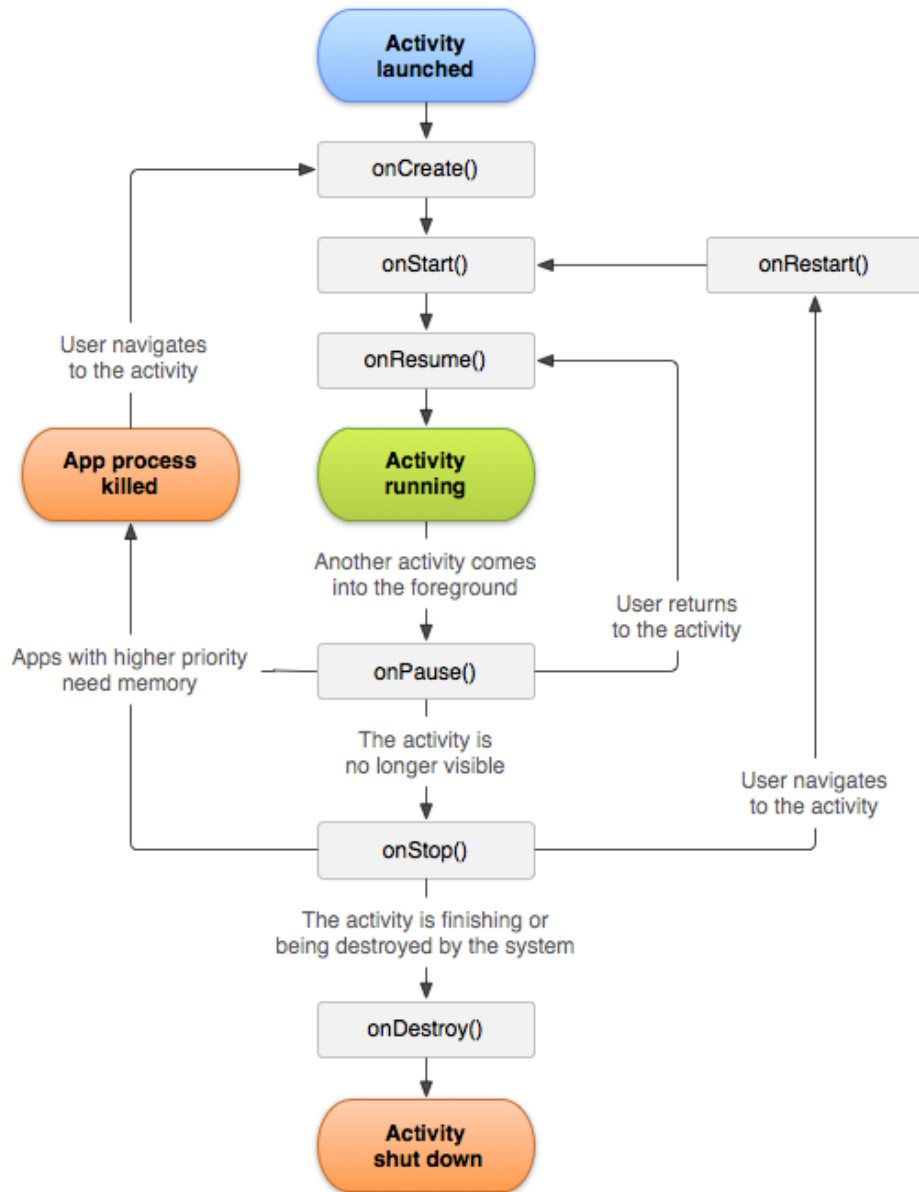 Activity
launched
onCreate()
onStart()
onRestart()
onResume()
User navigates
to the activity
App process
killed
Activity
running
Another activity comes
into the foreground
User returns
to the activity
Apps with higher priority
need memory
onPause()
The activity is
no longer visible
User navigates
to the activity
onStop()
The activity is finishing or
being destroyed by the system
onDestroy()
Activity
shut down